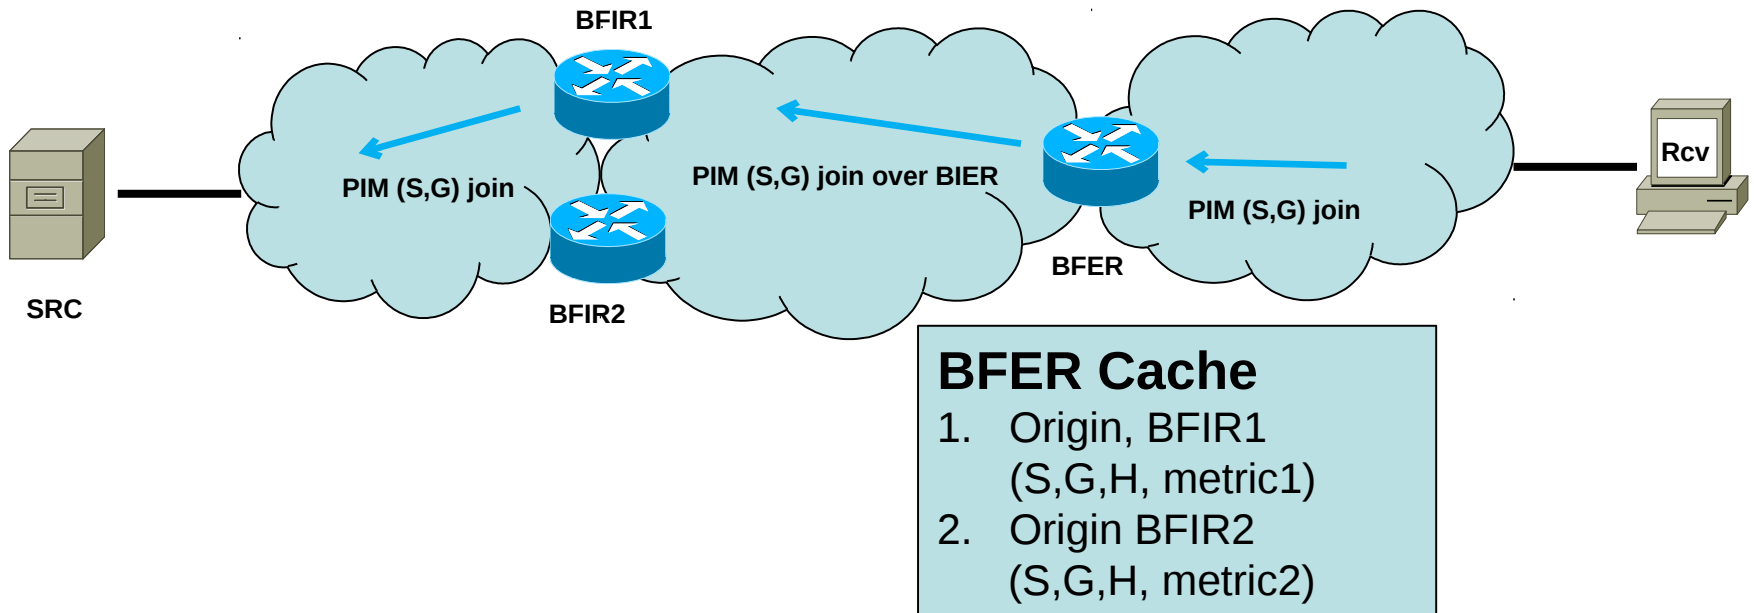 BFIR1
Rcv
PIM (S,G) join over BIER
PIM (S,G) join
PIM (S,G) join
BFER
SRC
BFIR2
BFER Cache
1. Origin, BFIR1
(S,G,H, metric1)
2. Origin BFIR2
(S,G,H, metric2)